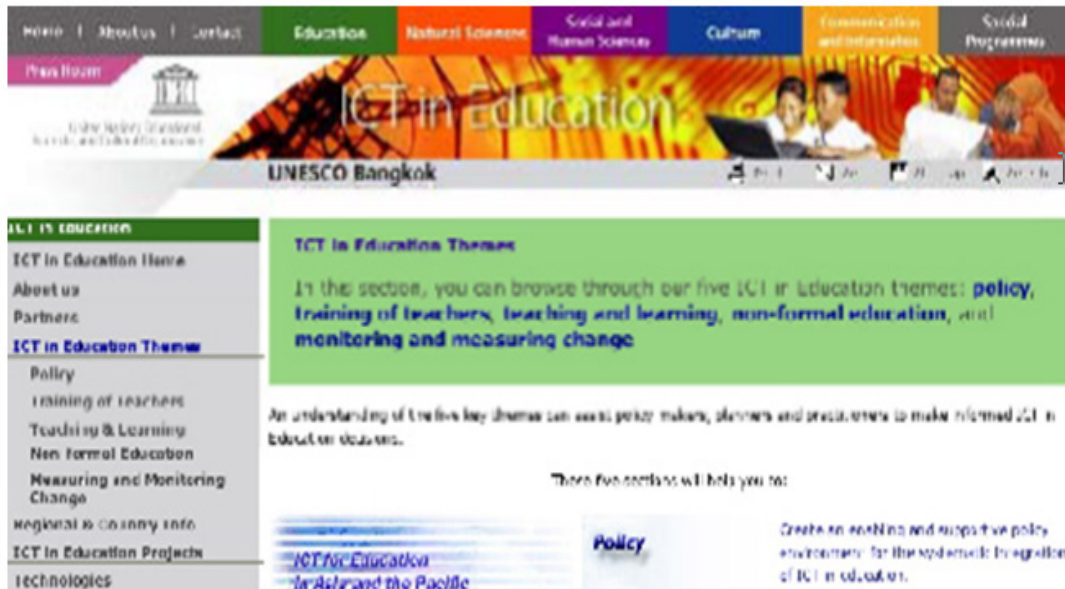 Home | About us | Contact
Education
Natural Sciences
Social and
Human Sciences
Culture
Communication
and Information
Special
Programmes
Press Room
ICT in Education
UNESCO Bangkok
ICT in Education
ICT in Education Home
About us
Partners
ICT in Education Themes
Policy
Training of Teachers
Teaching & Learning
Non formal Education
Measuring and Monitoring
Change
Regional & Country Info
ICT in Education Projects
Technologies
ICT in Education Themes
In this section, you can browse through our five ICT in Education themes: policy,
training of teachers, teaching and learning, non-formal education, and
monitoring and measuring change
An understanding of the five key themes can assist policy makers, planners and practitioners to make informed ICT in
Education decisions.
These five sections will help you to:
ICT for Education
in Asia and the Pacific
Policy
Create an enabling and supportive policy
environment for the systematic integration
of ICT in education.